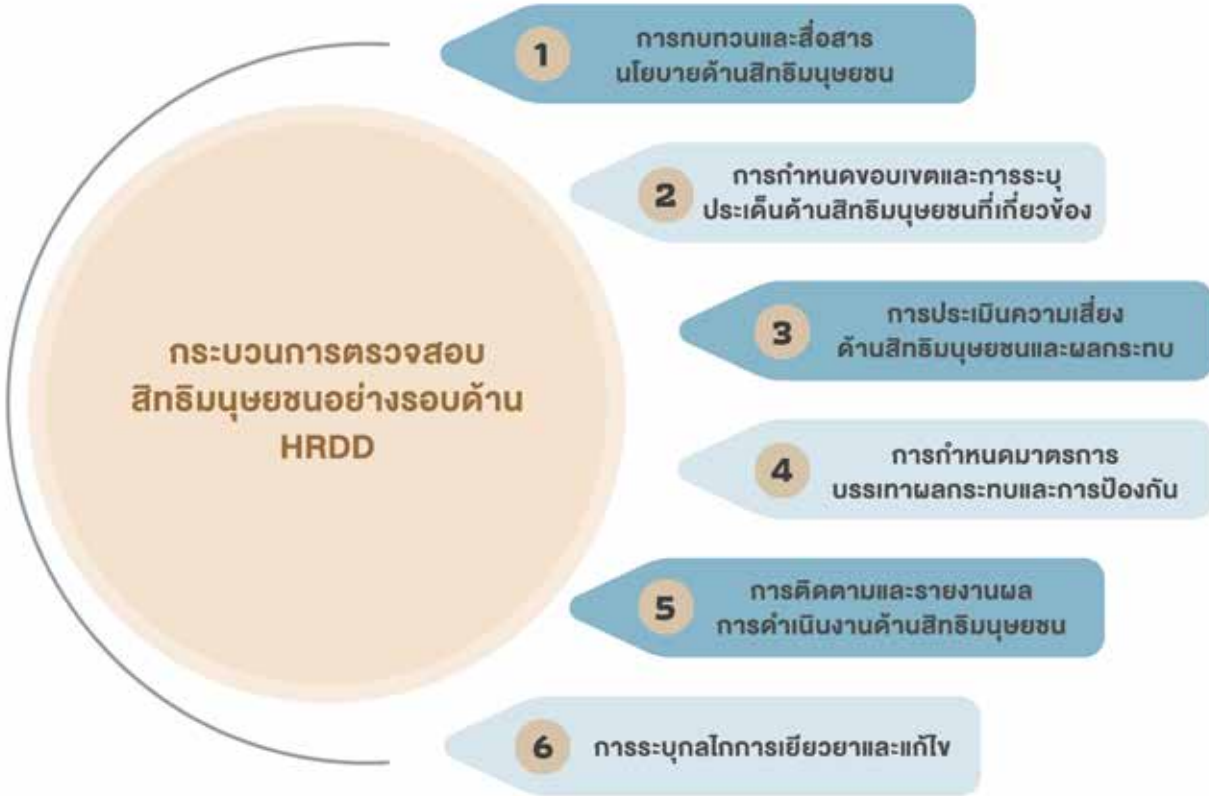 กระบวนการตรวจสอบ
สิทธิมนุษยชนอย่างรอบด้าน
HRDD
1
การทบทวนและสื่อสาร
นโยบายด้านสิทธิมนุษยชน
2
การกำหนดขอบเขตและการระบุ
ประเด็นด้านสิทธิมนุษยชนที่เกี่ยวข้อง
3
การประเมินความเสี่ยง
ด้านสิทธิมนุษยชนและผลกระทบ
4
การกำหนดมาตรการ
บรรเทาผลกระทบและการป้องกัน
5
การติดตามและรายงานผล
การดำเนินงานด้านสิทธิมนุษยชน
6
การระบุกลไกการเยียวยาและแก้ไข